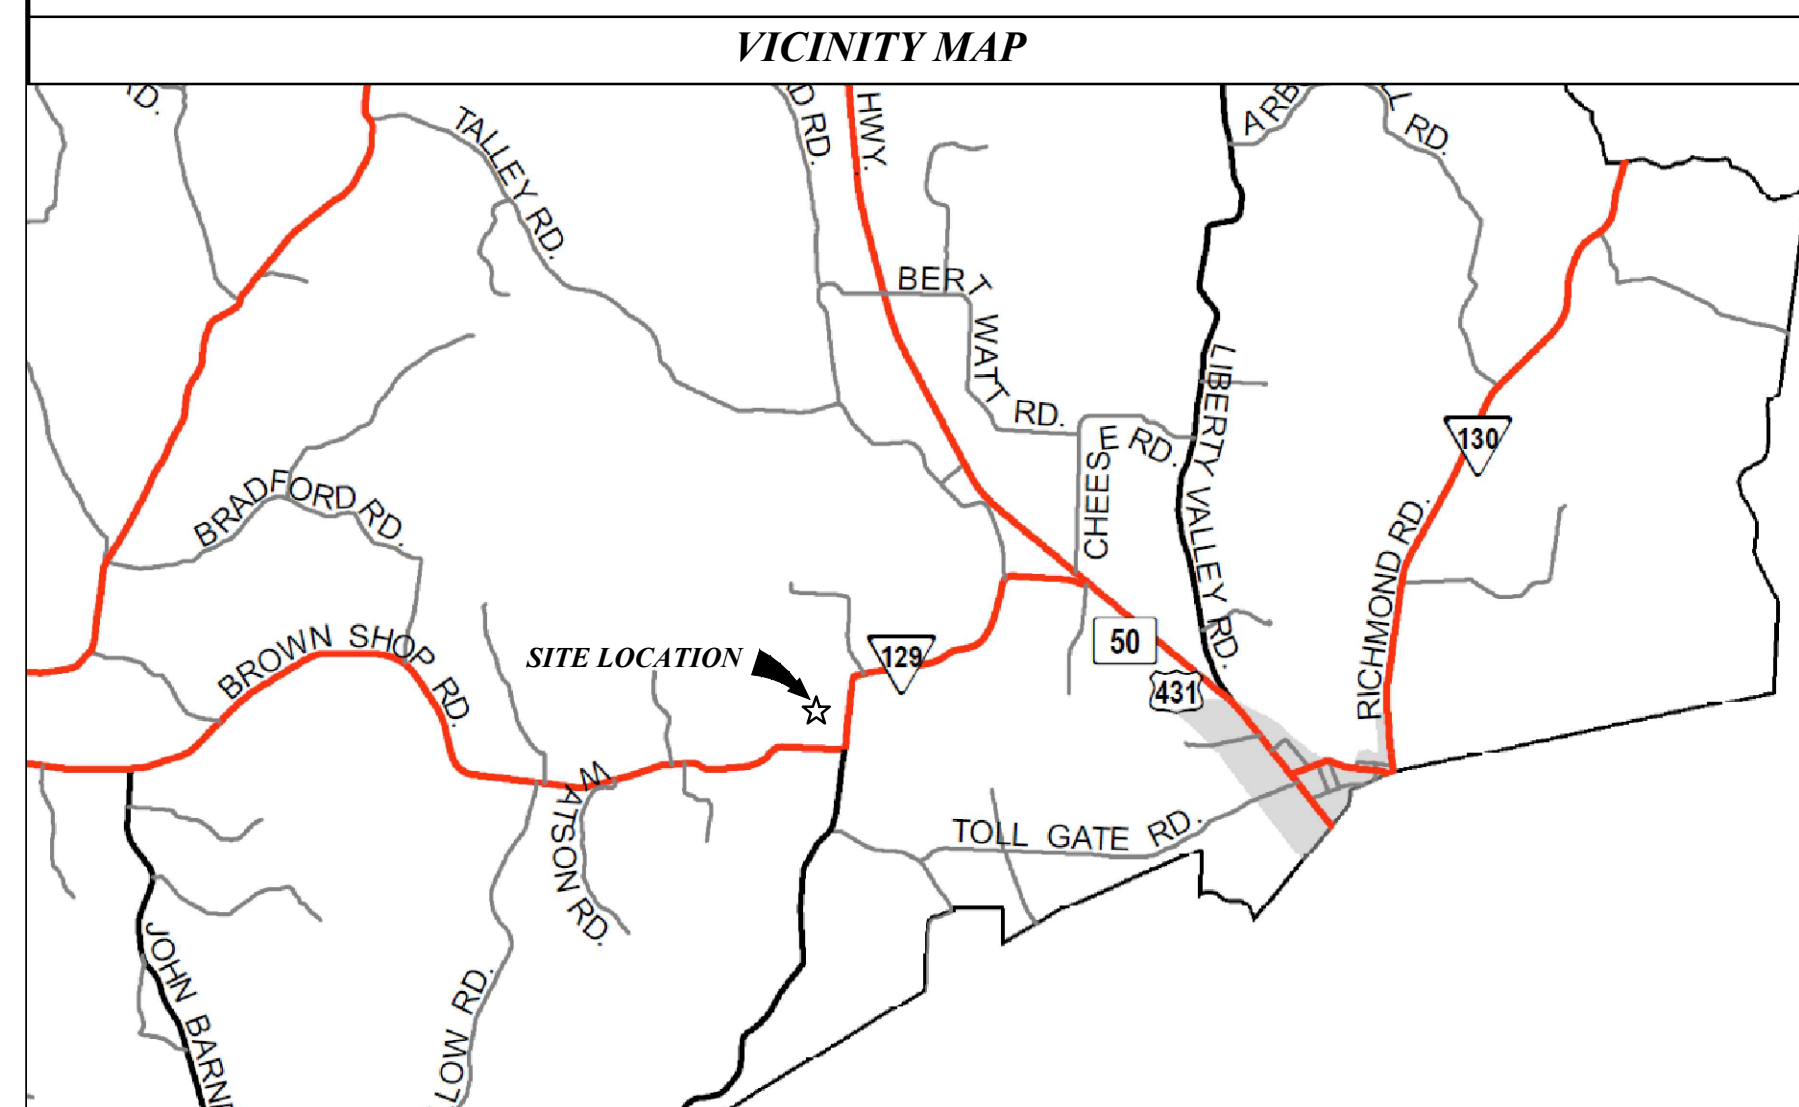 VICINITY MAP
RD.
TALLEY RD.
D RD.
HWY.
ARB
L RD.
BERT WATT RD.
CHEESE RD.
LIBERTY VALLEY RD.
130
RICHMOND RD.
BRADFORD RD.
BROWN SHOP RD.
SITE LOCATION
129
50
431
WATSON RD.
TOLL GATE RD.
JOHN BARN
LOW RD.